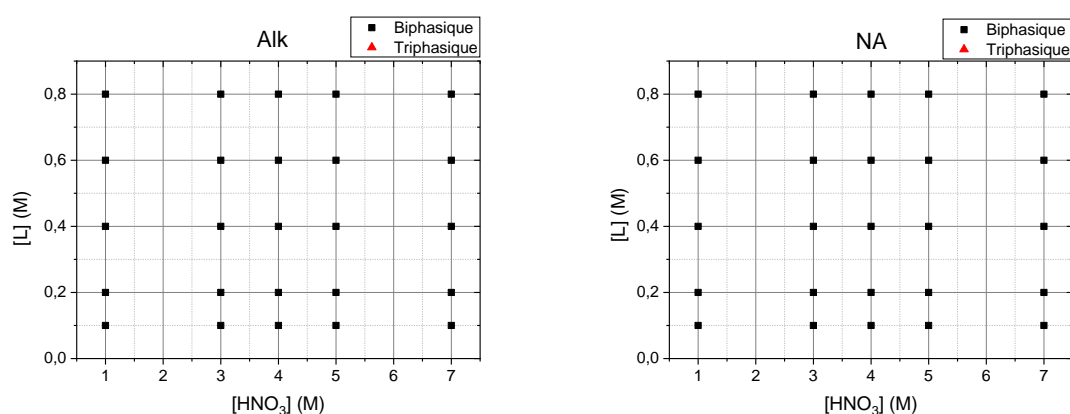 Alk
Biphasique
Triphasique
0,8
0,6
0,4
0,2
0,0
[L] (M)
1 2 3 4 5 7
[HNO3] (M)
NA
Biphasique
Triphasique
0,8
0,6
0,4
0,2
0,0
[L] (M)
1 2 3 4 5 6 7
[HNO3] (M)